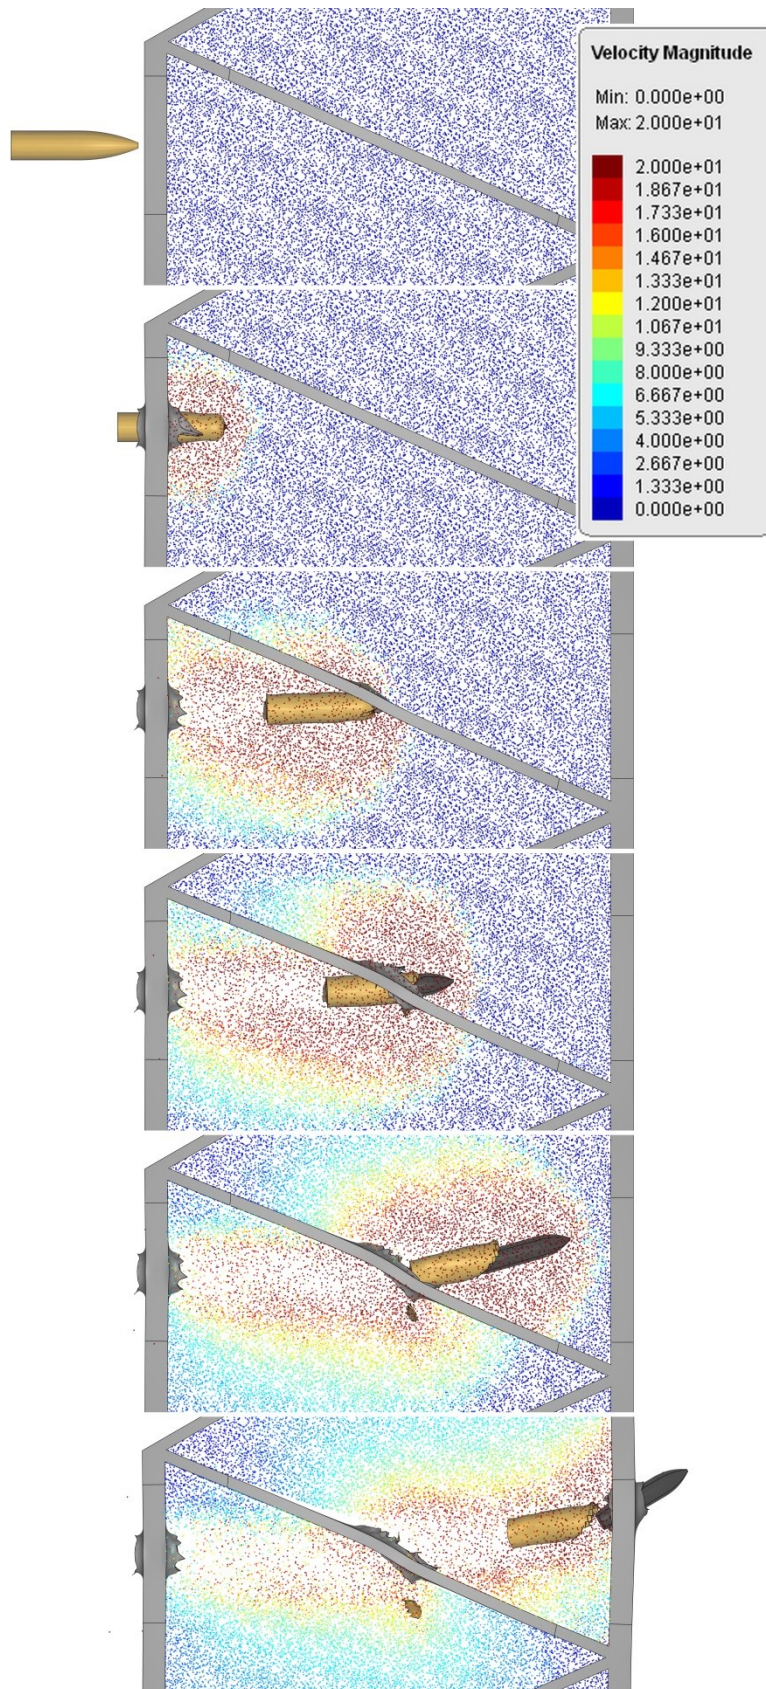 Velocity Magnitude
Min: 0.000e+00
Max: 2.000e+01
2.000e+01
1.867e+01
1.733e+01
1.600e+01
1.467e+01
1.333e+01
1.200e+01
1.067e+01
9.333e+00
8.000e+00
6.667e+00
5.333e+00
4.000e+00
2.667e+00
1.333e+00
0.000e+00